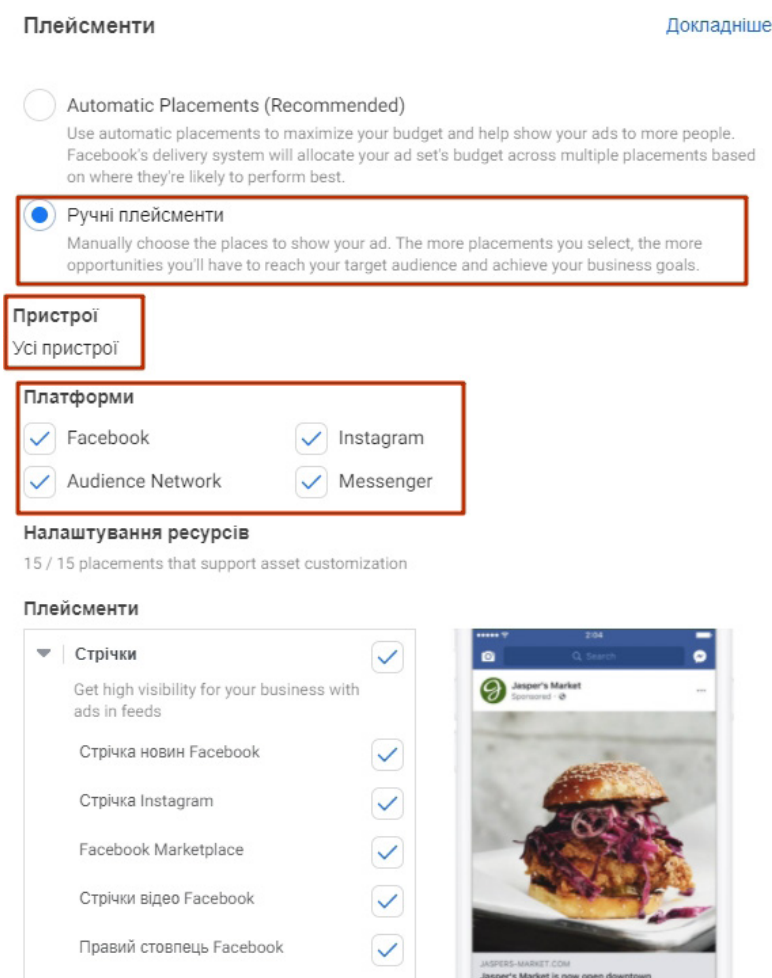 Плейсменти
Докладніше
Automatic Placements (Recommended)
Use automatic placements to maximize your budget and help show your ads to more people.
Facebook's delivery system will allocate your ad set's budget across multiple placements based
on where they're likely to perform best.
Ручні плейсменти
Manually choose the places to show your ad. The more placements you select, the more
opportunities you'll have to reach your target audience and achieve your business goals.
Пристрої
Усі пристрої
Платформи
Facebook
Instagram
Audience Network
Messenger
Налаштування ресурсів
15 / 15 placements that support asset customization
Плейсменти
Стрічки
Get high visibility for your business with
ads in feeds
Стрічка новин Facebook
Стрічка Instagram
Facebook Marketplace
Стрічки відео Facebook
Правий стовпець Facebook
2:04
Search
Jasper's Market
Sponsored
JASPERS-MARKET.COM
Jasper's Market is now open downtown